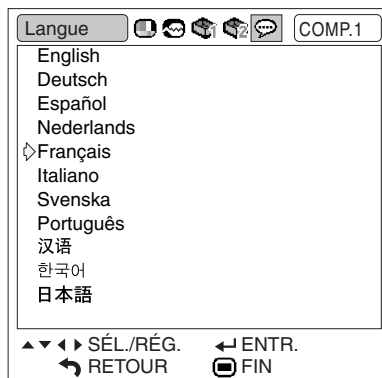 Langue COMP.1
English
Deutsch
Español
Nederlands
Français
Italiano
Svenska
Português
汉语
한국어
日本語
SÉL./RÉG. ENTR.
RETOUR FIN